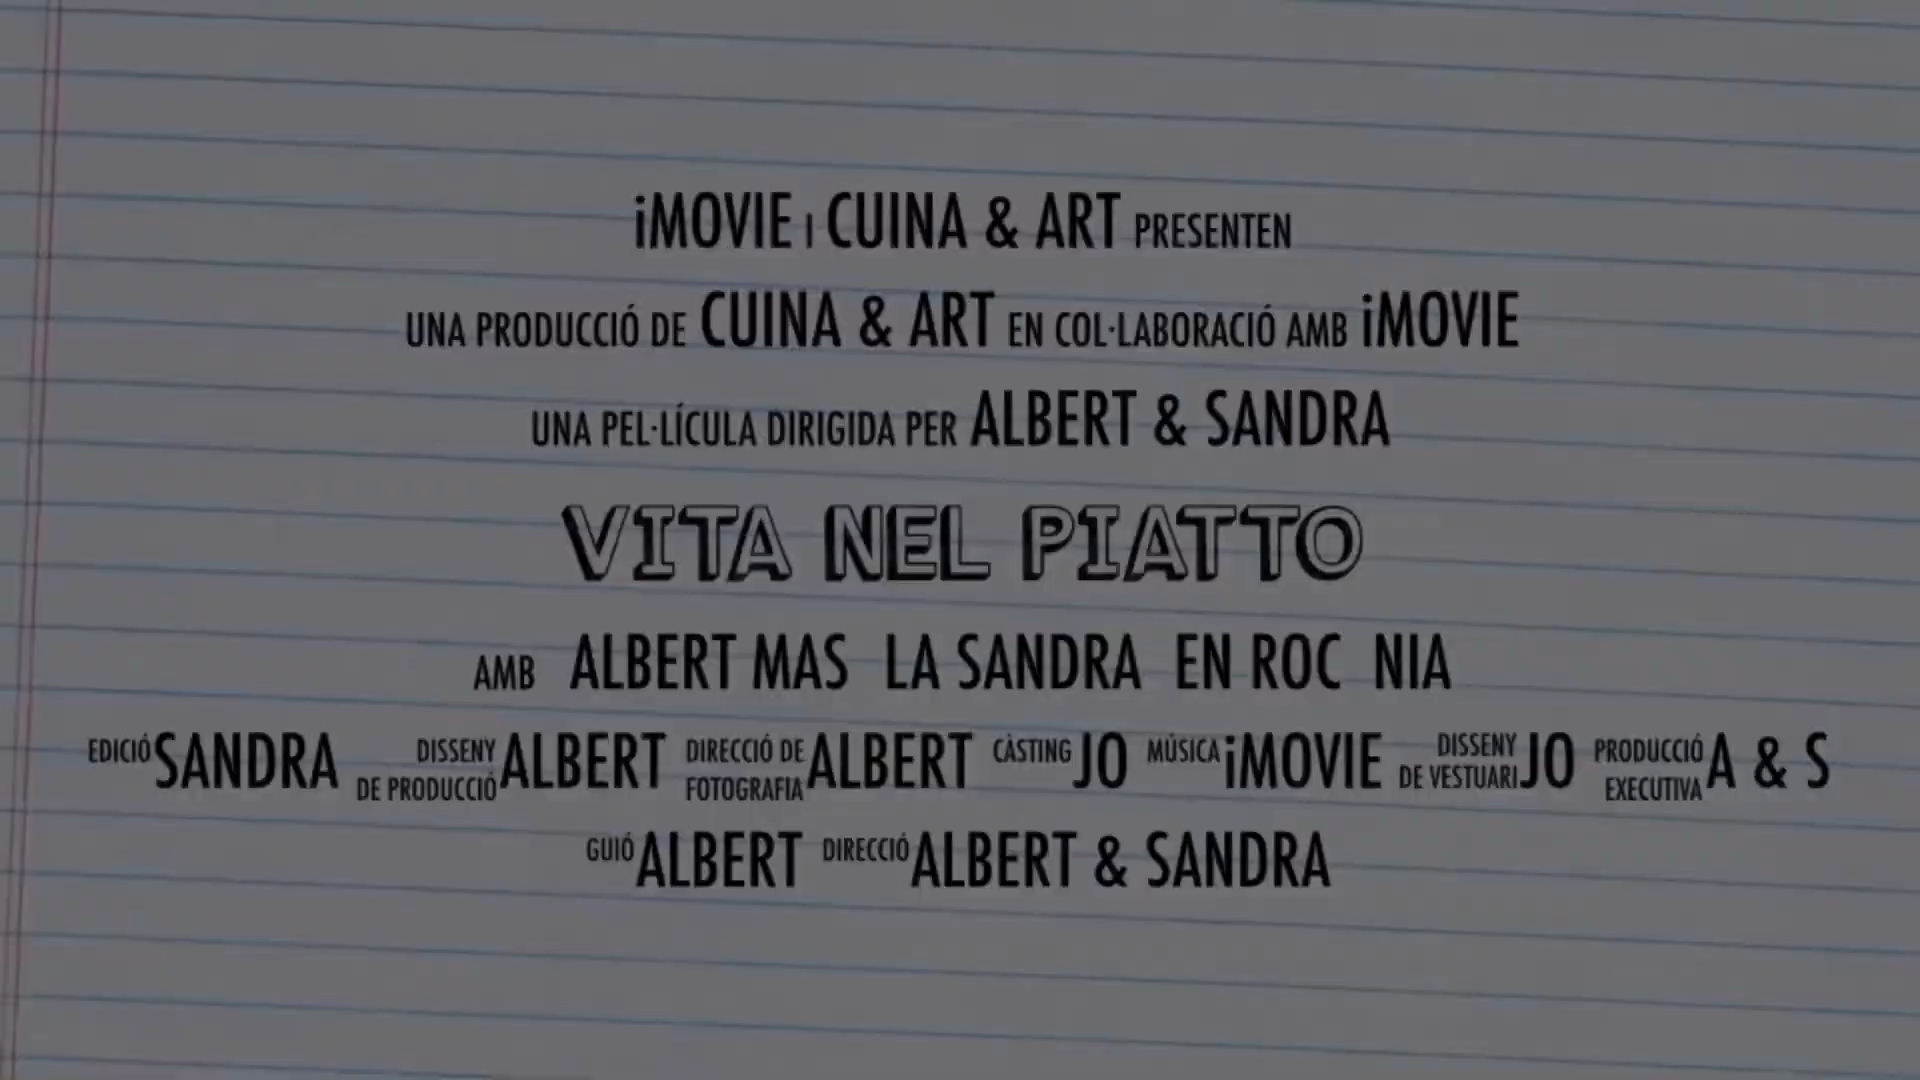 iMOVIE I CUINA & ART PRESENTEN
UNA PRODUCCIÓ DE CUINA & ART EN COL·LABORACIÓ AMB iMOVIE
UNA PEL·LÍCULA DIRIGIDA PER ALBERT & SANDRA
VITA NEL PIATTO
AMB ALBERT MAS LA SANDRA EN ROC NIA
EDICIÓ SANDRA DISSENY DE PRODUCCIÓ ALBERT DIRECCIÓ DE FOTOGRAFIA ALBERT CÀSTING JO MÚSICA iMOVIE DISSENY DE VESTUARI JO PRODUCCIÓ EXECUTIVA A & S
GUIÓ ALBERT DIRECCIÓ ALBERT & SANDRA